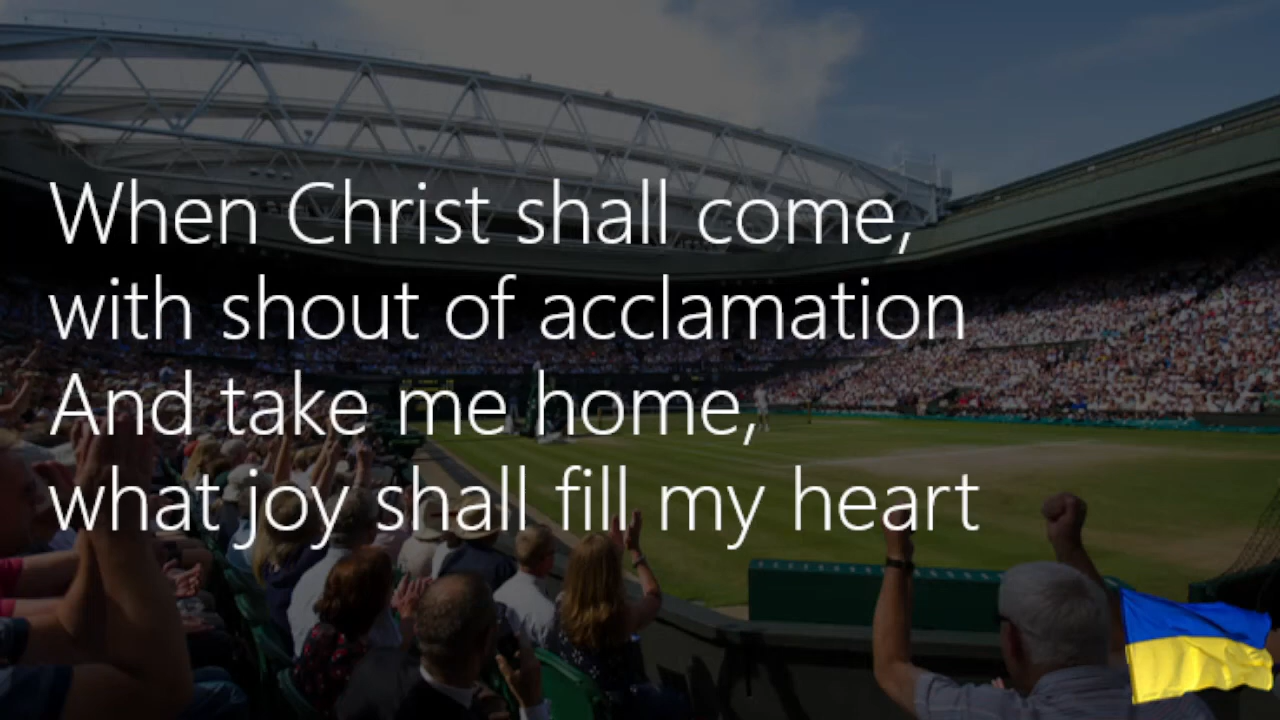 When Christ shall come,
with shout of acclamation
And take me home,
what joy shall fill my heart